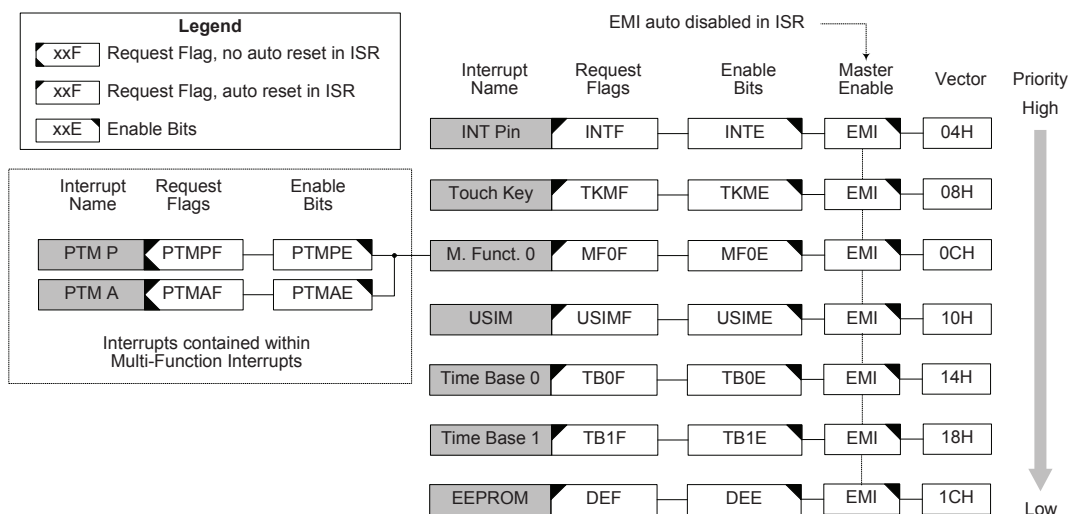 Legend
xxF Request Flag, no auto reset in ISR
xxF Request Flag, auto reset in ISR
xxE Enable Bits
EMI auto disabled in ISR
Interrupt Name Request Flags Enable Bits Master Enable Vector Priority
High
INT Pin INTF INTE EMI 04H
Touch Key TKMF TKME EMI 08H
M. Funct. 0 MF0F MF0E EMI 0CH
USIM USIMF USIME EMI 10H
Time Base 0 TB0F TB0E EMI 14H
Time Base 1 TB1F TB1E EMI 18H
EEPROM DEF DEE EMI 1CH
Low
Interrupt Name Request Flags Enable Bits
PTM P PTMPF PTMPE
PTM A PTMAF PTMAE
Interrupts contained within
Multi-Function Interrupts